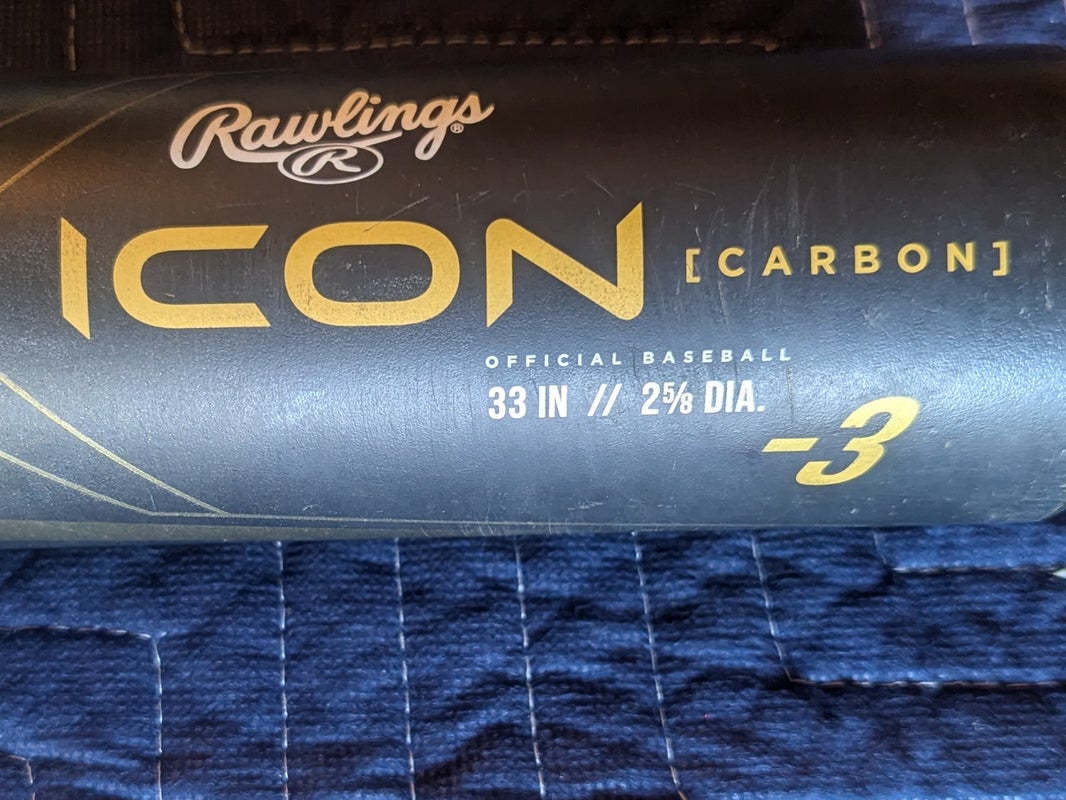 Rawlings®
R
ICON [CARBON]
OFFICIAL BASEBALL
33 IN // 2⅝ DIA.
-3